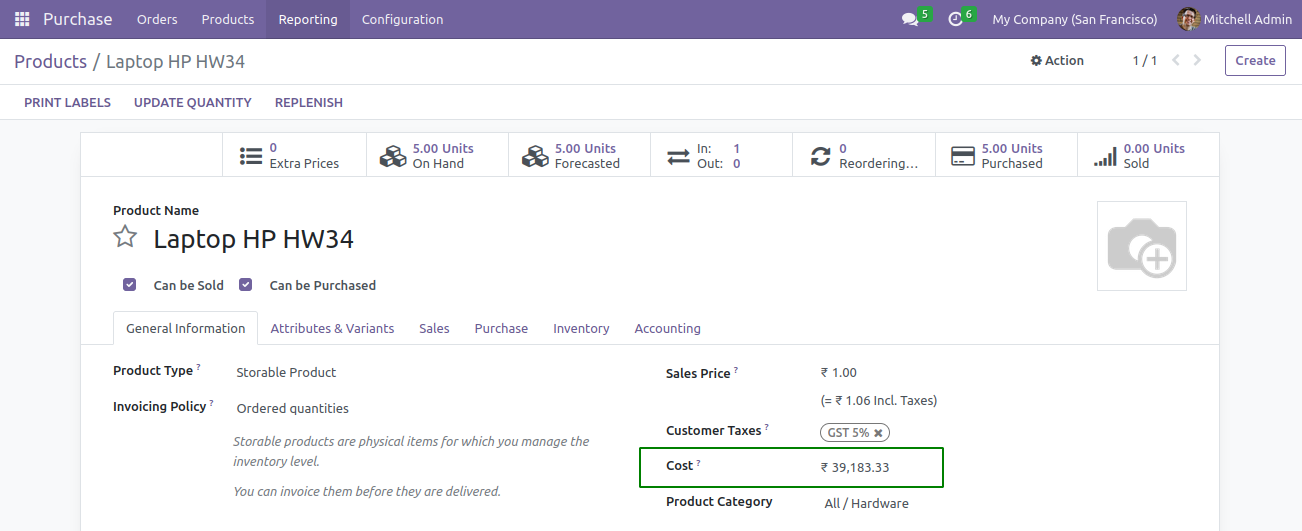 Purchase Orders Products Reporting Configuration 5 6 My Company (San Francisco) Mitchell Admin
Products / Laptop HP HW34 Action 1 / 1 Create
PRINT LABELS UPDATE QUANTITY REPLENISH
0 5.00 Units 5.00 Units In: 1 0 5.00 Units 0.00 Units
Extra Prices On Hand Forecasted Out: 0 Reordering... Purchased Sold
Product Name
Laptop HP HW34
Can be Sold Can be Purchased
General Information Attributes & Variants Sales Purchase Inventory Accounting
Product Type ? Storable Product Sales Price ? ₹ 1.00
(= ₹ 1.06 Incl. Taxes)
Invoicing Policy ? Ordered quantities
Customer Taxes ? GST 5% ✖
Storable products are physical items for which you manage the
inventory level.
Cost ? ₹ 39,183.33
You can invoice them before they are delivered.
Product Category All / Hardware